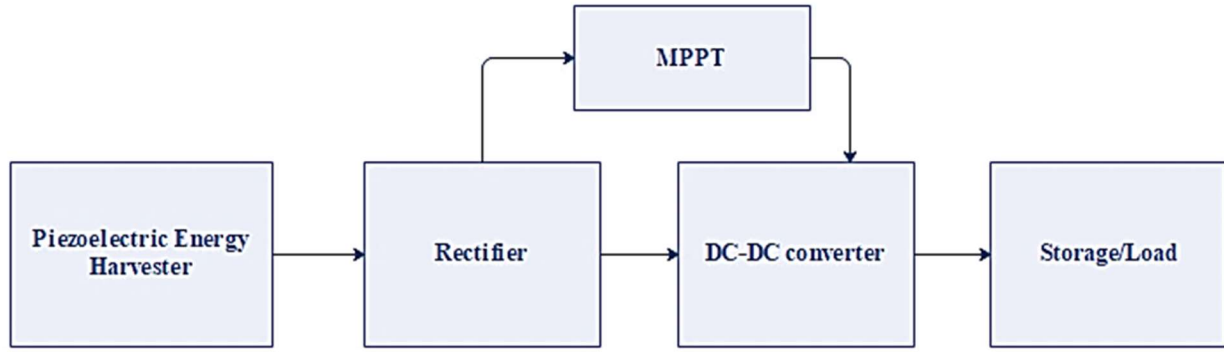 MPPT
Piezoelectric Energy
Harvester
Rectifier
DC-DC converter
Storage/Load